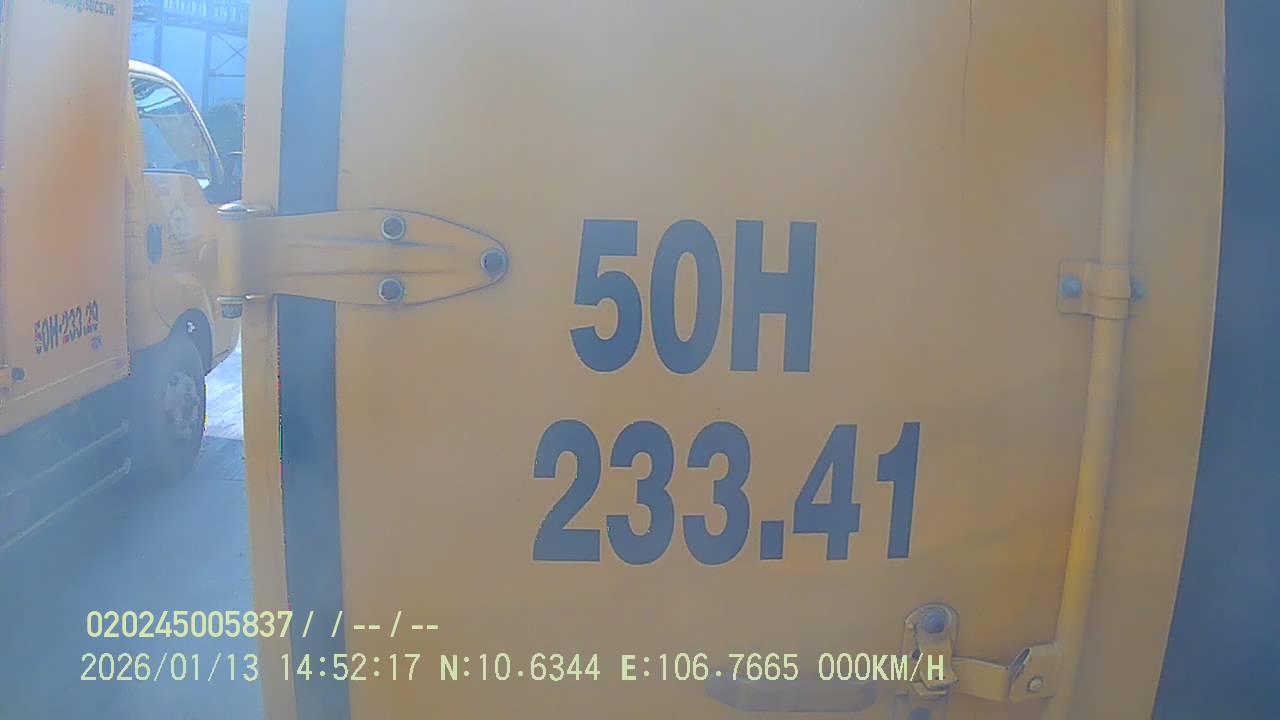 50H-233.29
50H
233.41
020245005837/ / -- / --
2026/01/13 14:52:17 N:10.6344 E:106.7665 000KM/H